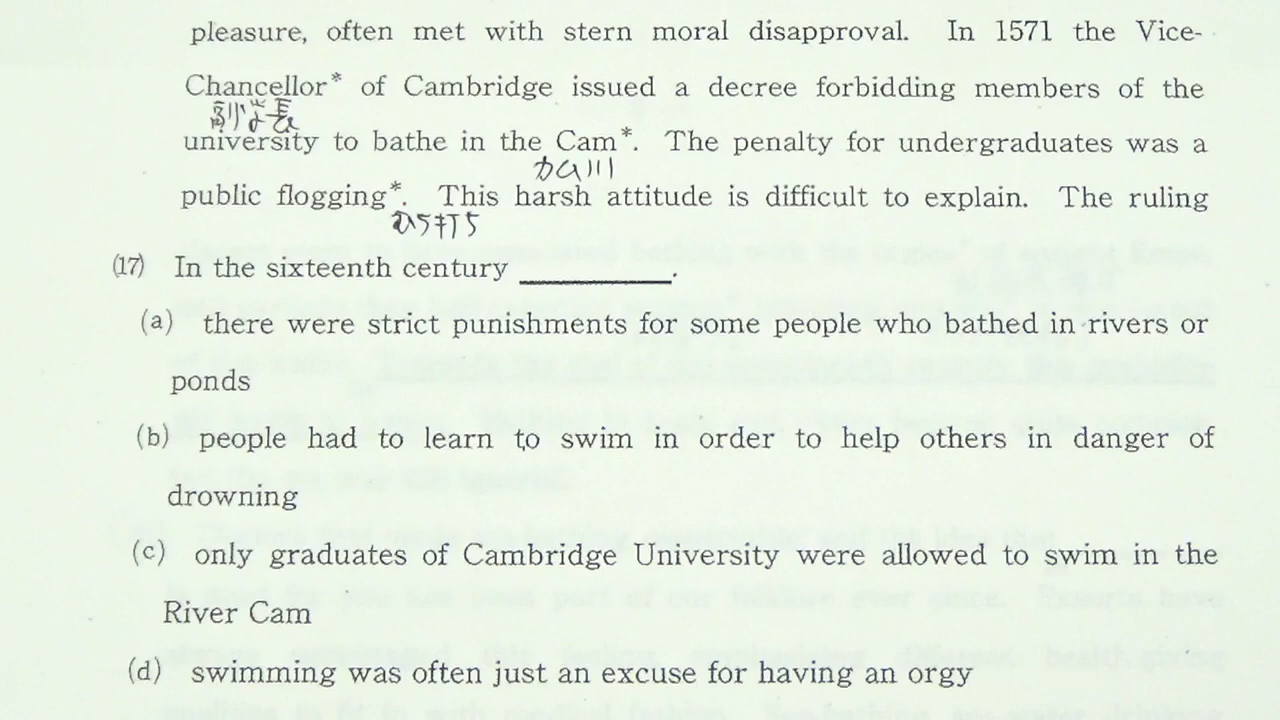 pleasure, often met with stern moral disapproval. In 1571 the Vice-
Chancellor* of Cambridge issued a decree forbidding members of the
副学長
university to bathe in the Cam*. The penalty for undergraduates was a
カム川
public flogging*. This harsh attitude is difficult to explain. The ruling
むち打ち
(17) In the sixteenth century ________.
(a) there were strict punishments for some people who bathed in rivers or
ponds
(b) people had to learn to swim in order to help others in danger of
drowning
(c) only graduates of Cambridge University were allowed to swim in the
River Cam
(d) swimming was often just an excuse for having an orgy